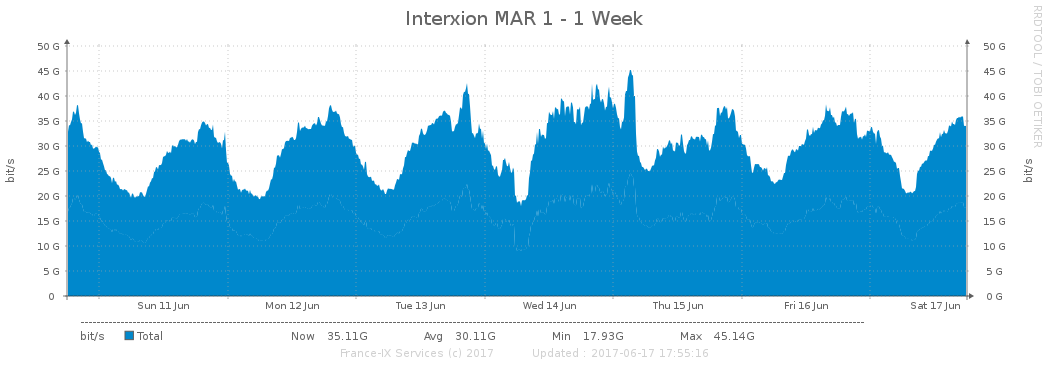 Interxion MAR 1 - 1 Week
RRDTOOL / TOBI OETIKER
bit/s
50 G 50 G
45 G 45 G
40 G 40 G
35 G 35 G
30 G 30 G
25 G 25 G
20 G 20 G
15 G 15 G
10 G 10 G
5 G 5 G
0 0 G
bit/s
Sun 11 Jun Mon 12 Jun Tue 13 Jun Wed 14 Jun Thu 15 Jun Fri 16 Jun Sat 17 Jun
bit/s Total Now 35.11G Avg 30.11G Min 17.93G Max 45.14G
France-IX Services (c) 2017 Updated : 2017-06-17 17:55:16